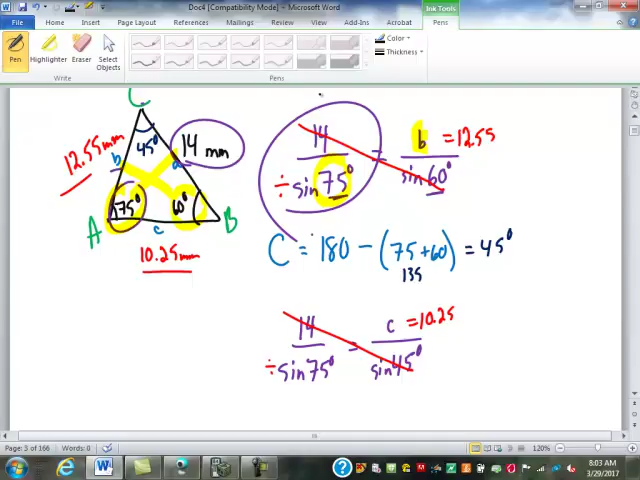 Doc4 [Compatibility Mode] - Microsoft Word
Ink Tools
File Home Insert Page Layout References Mailings Review View Add-Ins Acrobat Pens
Pen Highlighter Eraser Select Objects
Color
Thickness
Write Pens
C
45°
12.55mm
b
a
14 mm
75°
60°
A
c
B
10.25mm
14 / ÷ sin 75° = b / sin 60° b = 12.55
C = 180 - (75 + 60) = 45°
135
14 / ÷ sin 75° = c / sin 45° c = 10.25
Page: 3 of 166 Words: 0 120%
8:03 AM
3/29/2017